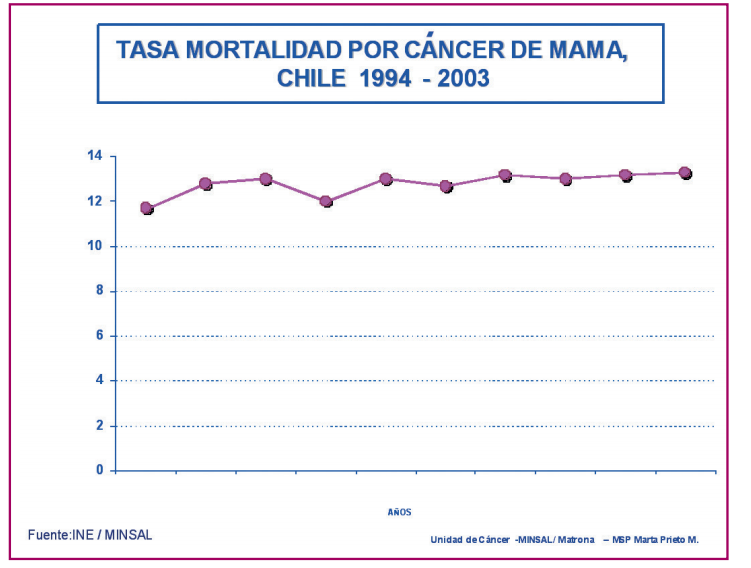 TASA MORTALIDAD POR CÁNCER DE MAMA,
CHILE 1994 - 2003
14
12
10
8
6
4
2
0
AÑOS
Fuente:INE / MINSAL
Unidad de Cáncer -MINSAL/ Matrona – MSP Marta Prieto M.